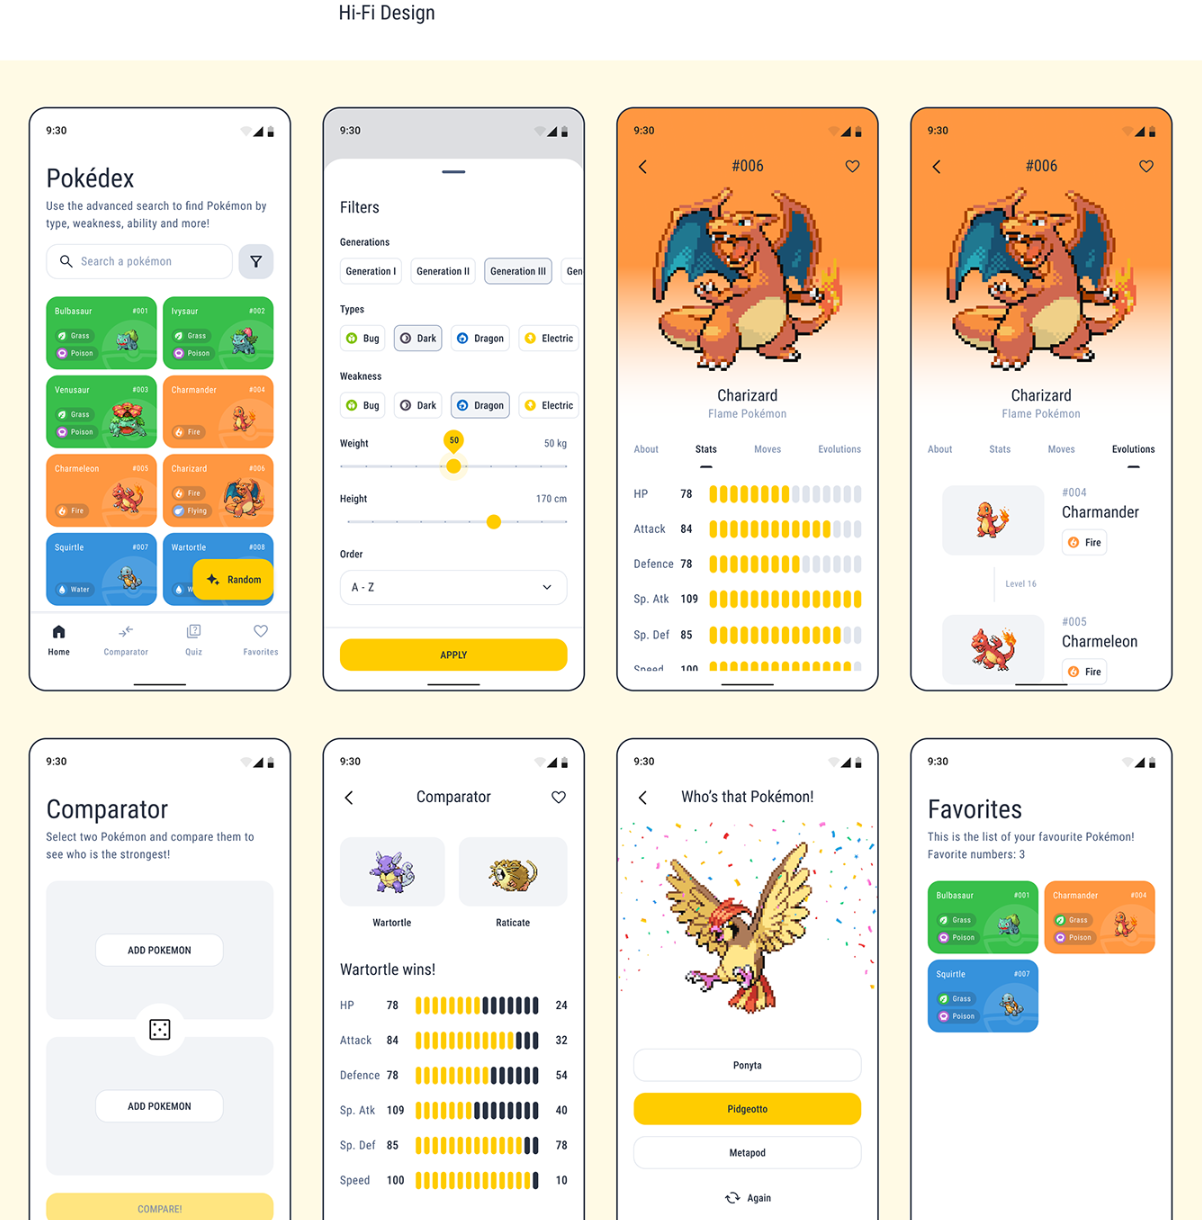 Hi-Fi Design
9:30
Pokédex
Use the advanced search to find Pokémon by
type, weakness, ability and more!
Search a pokémon
Bulbasaur #001
Grass
Poison
Ivysaur #002
Grass
Poison
Venusaur #003
Grass
Poison
Charmander #004
Fire
Charmeleon #005
Fire
Charizard #006
Fire
Flying
Squirtle #007
Water
Wartortle #008
W
Random
Home
Comparator
Quiz
Favorites
9:30
Filters
Generations
Generation I Generation II Generation III Gen
Types
Bug Dark Dragon Electric
Weakness
Bug Dark Dragon Electric
Weight 50 50 kg
Height 170 cm
Order
A - Z
APPLY
9:30
#006
Charizard
Flame Pokémon
About Stats Moves Evolutions
HP 78
Attack 84
Defence 78
Sp. Atk 109
Sp. Def 85
Speed 100
9:30
#006
Charizard
Flame Pokémon
About Stats Moves Evolutions
#004
Charmander
Fire
Level 16
#005
Charmeleon
Fire
9:30
Comparator
Select two Pokémon and compare them to
see who is the strongest!
ADD POKEMON
ADD POKEMON
COMPARE!
9:30
Comparator
Wartortle Raticate
Wartortle wins!
HP 78 24
Attack 84 32
Defence 78 54
Sp. Atk 109 40
Sp. Def 85 78
Speed 100 10
9:30
Who's that Pokémon!
Ponyta
Pidgeotto
Metapod
Again
9:30
Favorites
This is the list of your favourite Pokémon!
Favorite numbers: 3
Bulbasaur #001
Grass
Poison
Charmander #004
Grass
Poison
Squirtle #007
Grass
Poison